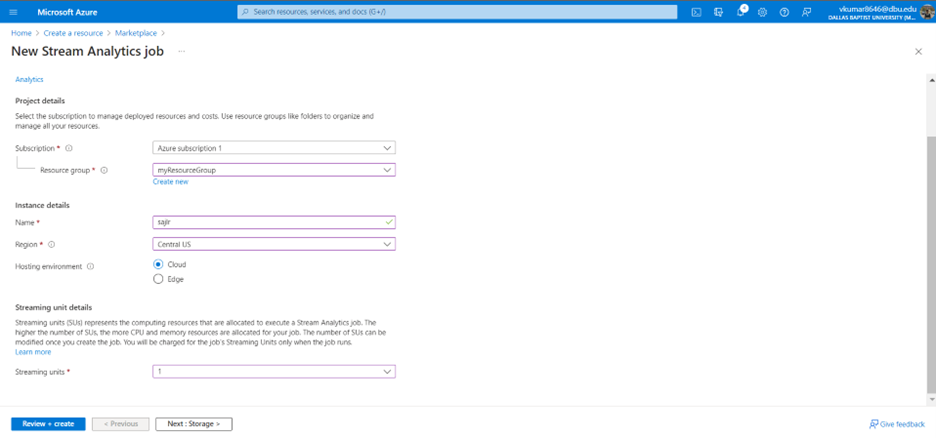 Microsoft Azure
Search resources, services, and docs (G+/)
4
vkumar8646@dbu.edu
DALLAS BAPTIST UNIVERSITY (M...
Home > Create a resource > Marketplace >
New Stream Analytics job ...
Analytics
Project details
Select the subscription to manage deployed resources and costs. Use resource groups like folders to organize and
manage all your resources.
Subscription * Azure subscription 1
Resource group * myResourceGroup
Create new
Instance details
Name * sajlr
Region * Central US
Hosting environment Cloud
Edge
Streaming unit details
Streaming units (SUs) represents the computing resources that are allocated to execute a Stream Analytics job. The
higher the number of SUs, the more CPU and memory resources are allocated for your job. The number of SUs can be
modified once you create the job. You will be charged for the job's Streaming Units only when the job runs.
Learn more
Streaming units * 1
Review + create < Previous Next : Storage > Give feedback